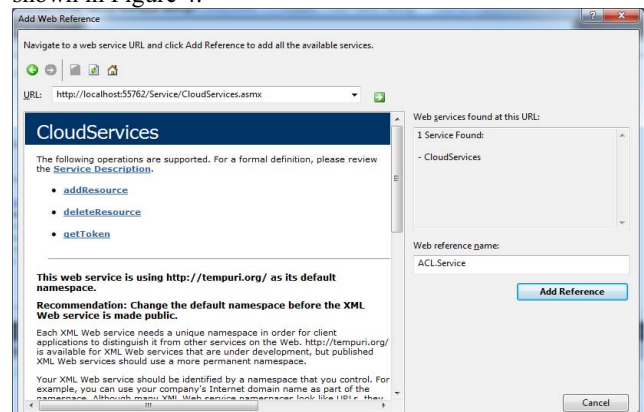 shown in Figure 4.
Add Web Reference
Navigate to a web service URL and click Add Reference to add all the available services.
URL: http://localhost:55762/Service/CloudServices.asmx
CloudServices
The following operations are supported. For a formal definition, please review
the Service Description.
• addResource
• deleteResource
• getToken
This web service is using http://tempuri.org/ as its default
namespace.
Recommendation: Change the default namespace before the XML
Web service is made public.
Each XML Web service needs a unique namespace in order for client
applications to distinguish it from other services on the Web. http://tempuri.org/
is available for XML Web services that are under development, but published
XML Web services should use a more permanent namespace.
Your XML Web service should be identified by a namespace that you control. For
example, you can use your company's Internet domain name as part of the
namespace. Although many XML Web service namespaces look like URLs, they
Web services found at this URL:
1 Service Found:
- CloudServices
Web reference name:
ACL.Service
Add Reference
Cancel